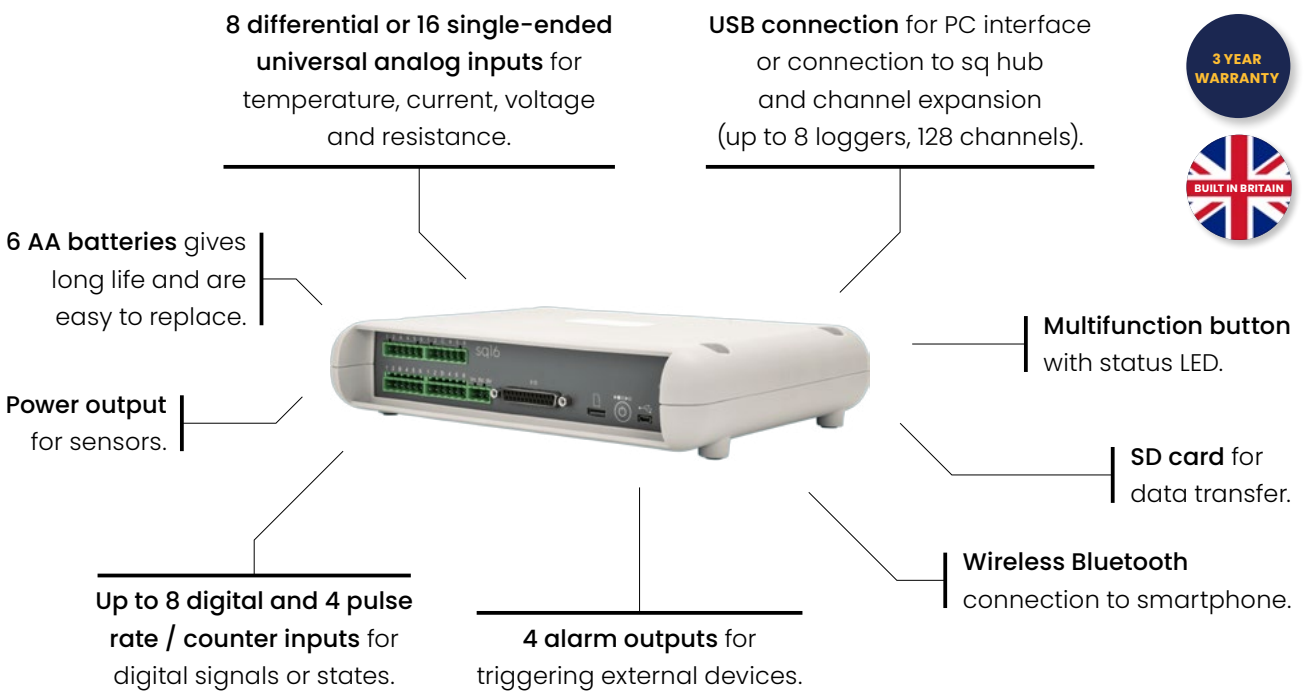 8 differential or 16 single-ended
universal analog inputs for
temperature, current, voltage
and resistance.
USB connection for PC interface
or connection to sq hub
and channel expansion
(up to 8 loggers, 128 channels).
3 YEAR
WARRANTY
BUILT IN BRITAIN
6 AA batteries gives
long life and are
easy to replace.
sq16
Multifunction button
with status LED.
Power output
for sensors.
SD card for
data transfer.
Wireless Bluetooth
connection to smartphone.
Up to 8 digital and 4 pulse
rate / counter inputs for
digital signals or states.
4 alarm outputs for
triggering external devices.